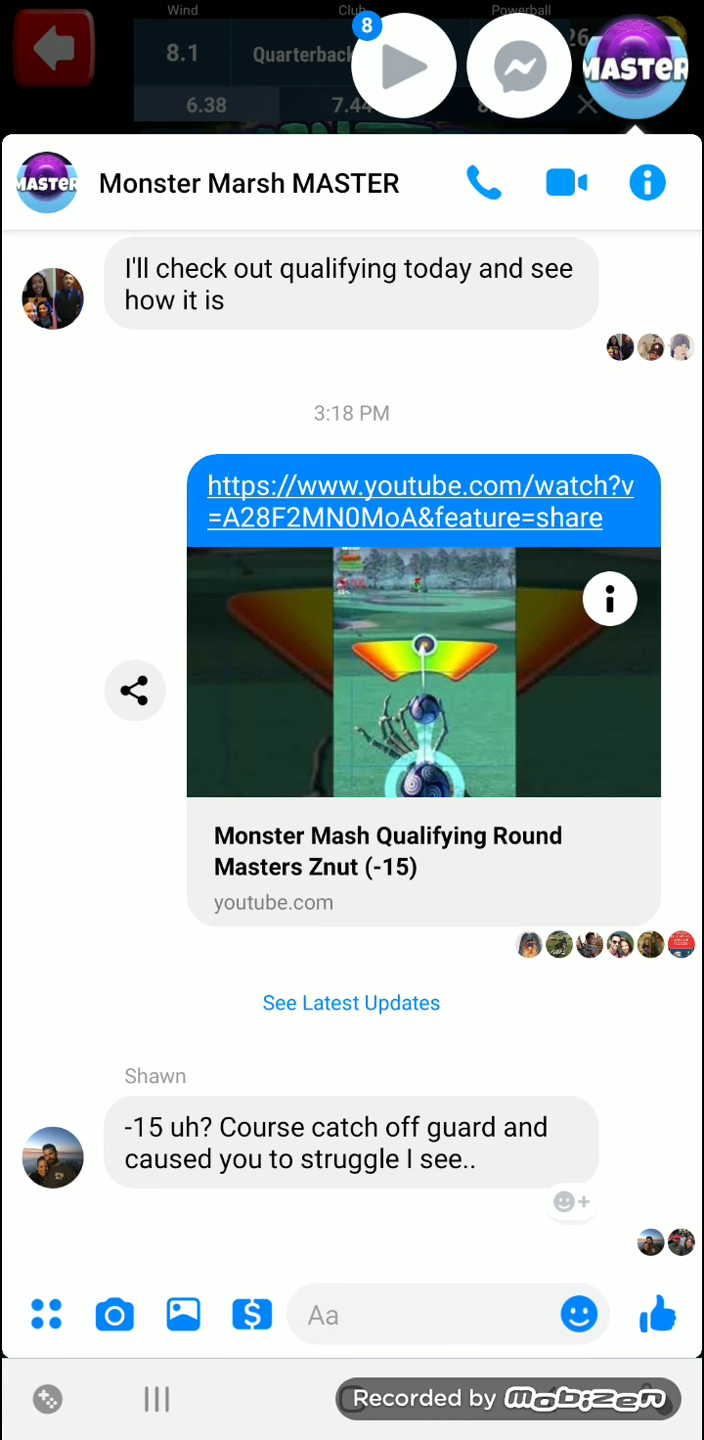 Wind
Club
Powerball
8
8.1
Quarterback
26
MASTER
6.38
7.44
8.
MASTER
Monster Marsh MASTER
I'll check out qualifying today and see
how it is
3:18 PM
https://www.youtube.com/watch?v
=A28F2MN0MoA&feature=share
Monster Mash Qualifying Round
Masters Znut (-15)
youtube.com
See Latest Updates
Shawn
-15 uh? Course catch off guard and
caused you to struggle I see..
Aa
Recorded by mobizen